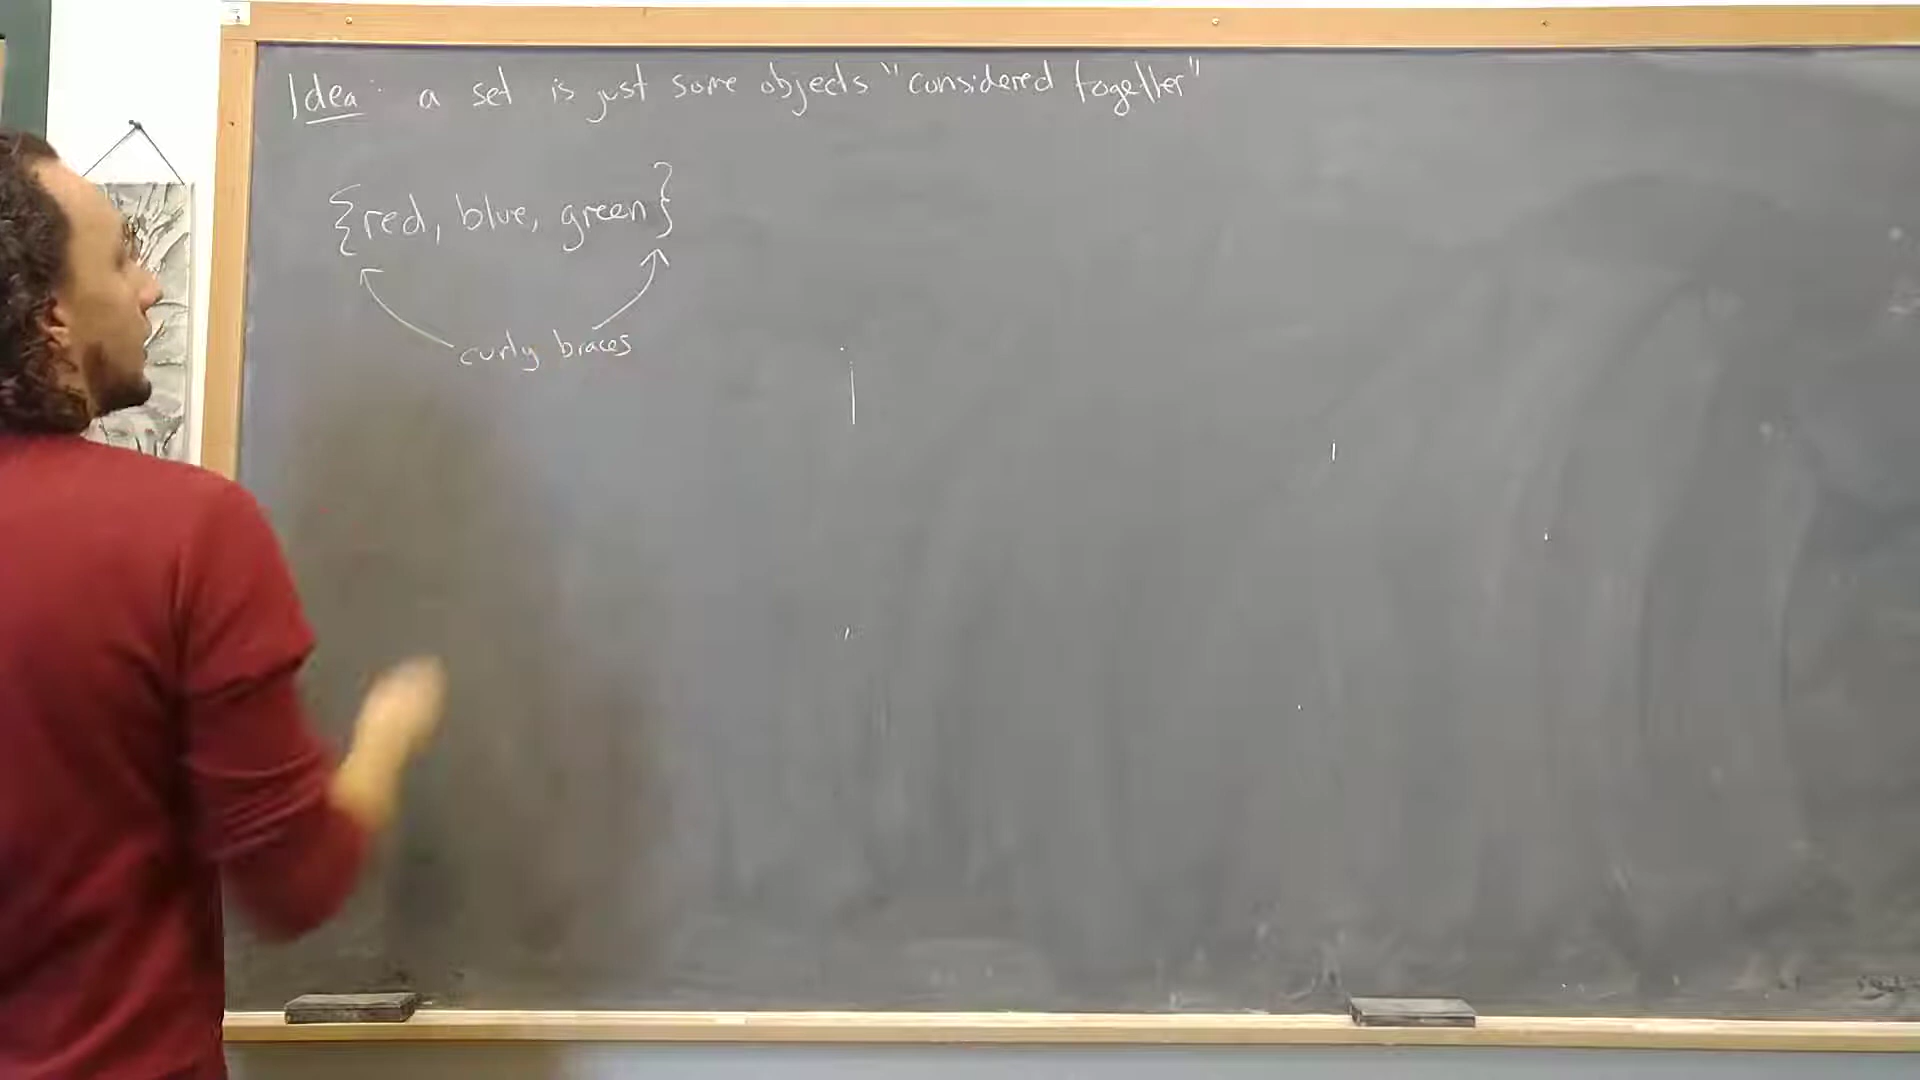 Idea: a set is just some objects "considered together"
{red, blue, green}
curly braces